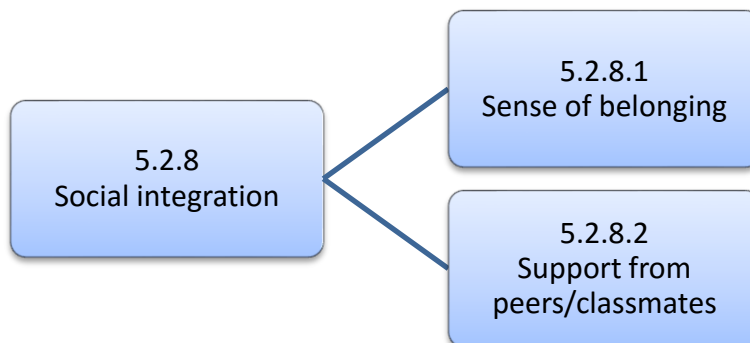 5.2.8
Social integration
5.2.8.1
Sense of belonging
5.2.8.2
Support from
peers/classmates